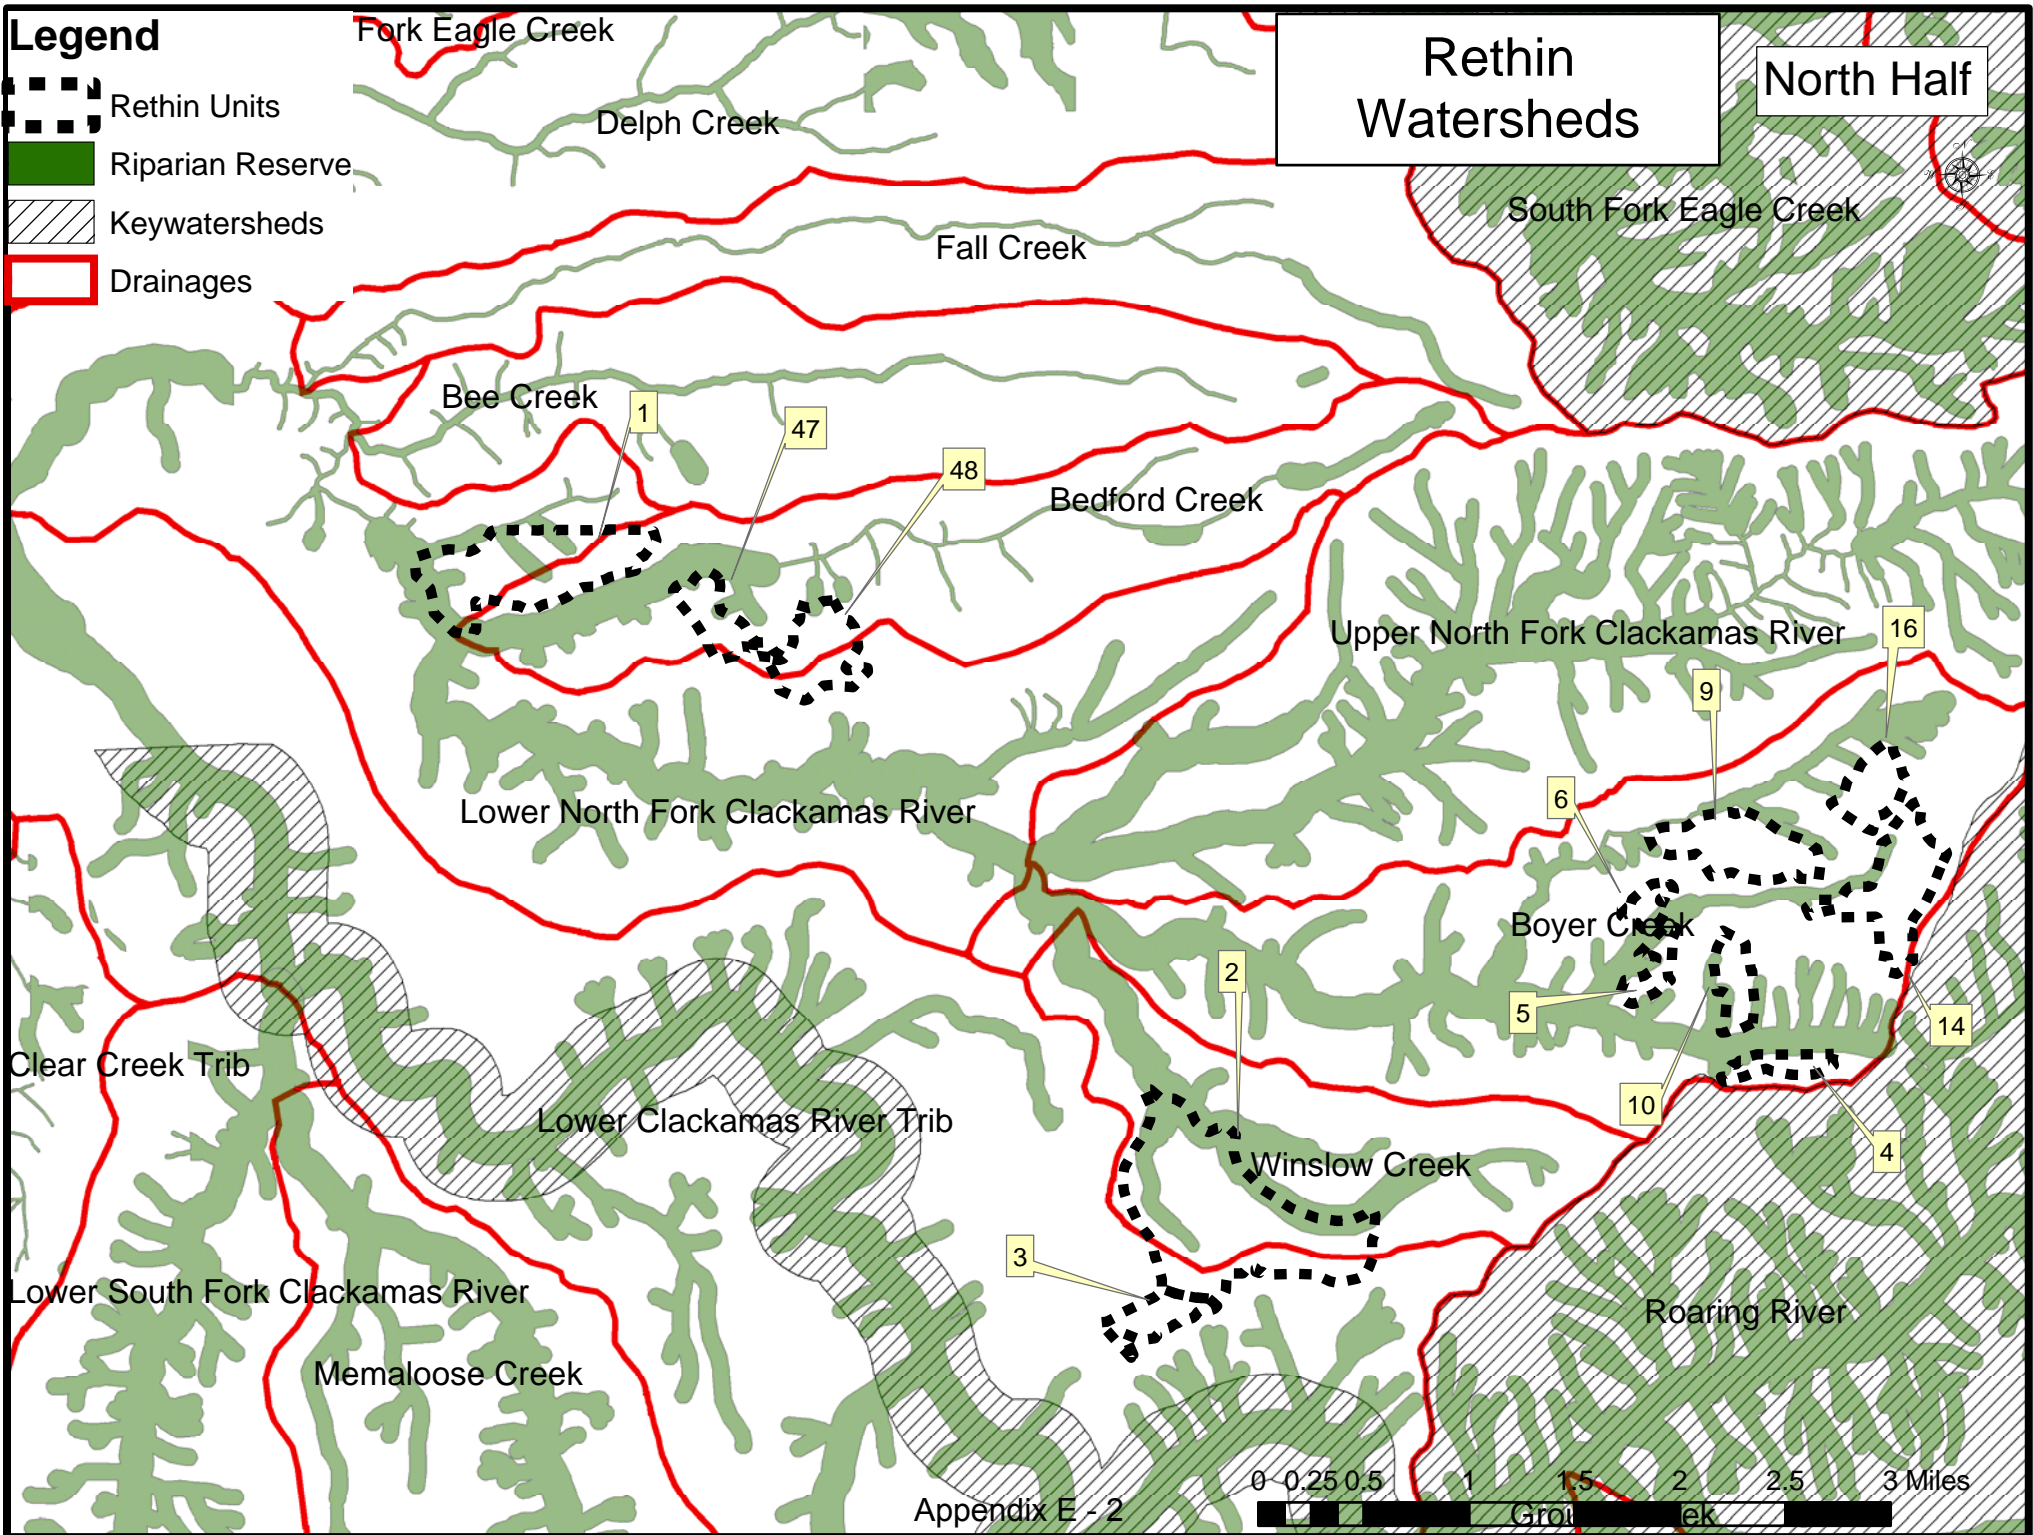 Legend
Rethin Units
Riparian Reserve
Keywatersheds
Drainages
Rethin
Watersheds
North Half
Fork Eagle Creek
Delph Creek
South Fork Eagle Creek
Fall Creek
Bee Creek
1
47
48
Bedford Creek
Upper North Fork Clackamas River
16
9
6
Lower North Fork Clackamas River
Boyer Creek
2
5
14
Clear Creek Trib
10
Lower Clackamas River Trib
4
Winslow Creek
3
Lower South Fork Clackamas River
Roaring River
Memaloose Creek
0 0.25 0.5 1 1.5 2 2.5 3 Miles
Appendix E - 2